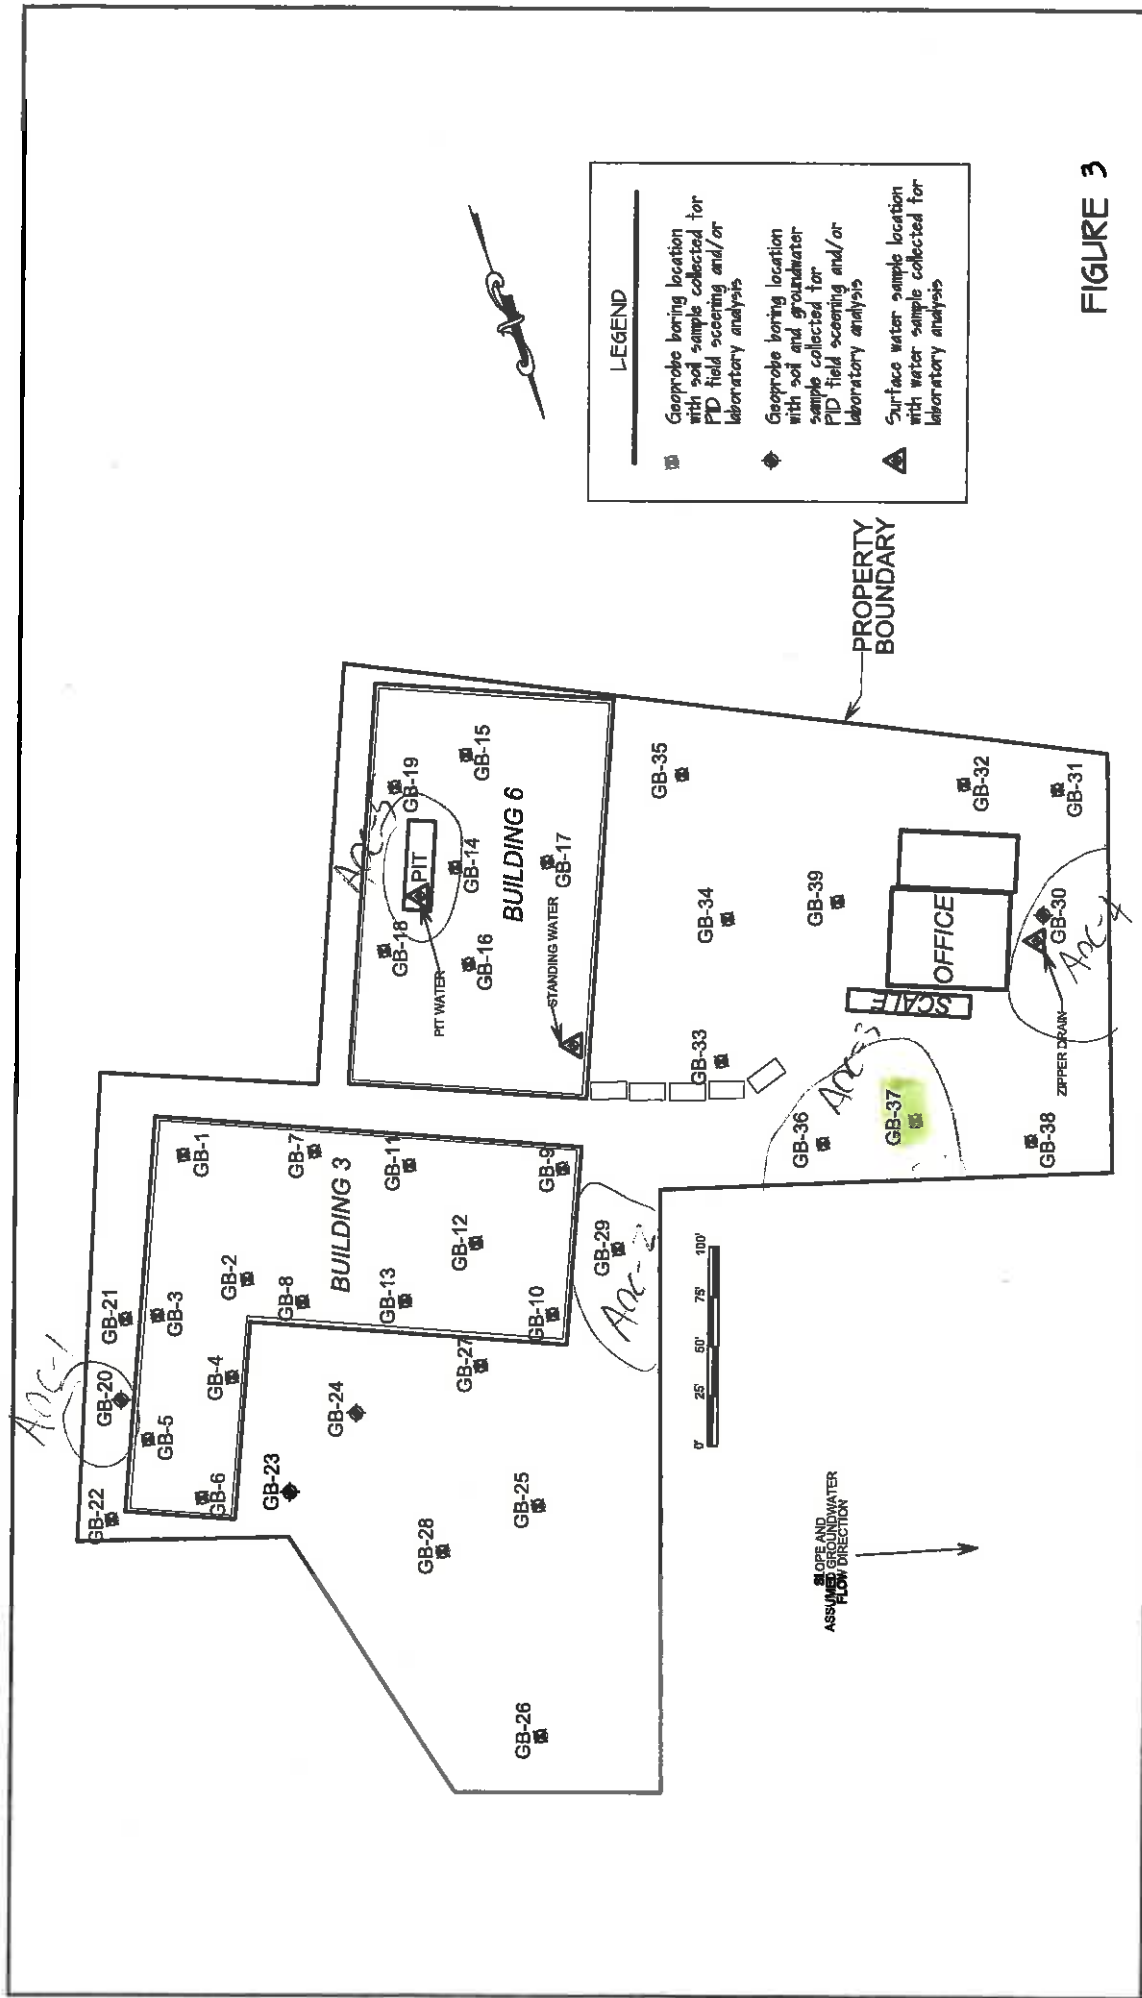 AOC-1
GB-22
GB-20
GB-21
GB-5
GB-3
GB-1
GB-6
GB-4
GB-2
GB-7
GB-8
BUILDING 3
GB-23
GB-24
GB-13
GB-11
GB-12
GB-27
GB-28
GB-25
GB-10
GB-9
GB-26
GB-29
AOC-2
PIT WATER
GB-18
PIT
GB-19
GB-16
GB-14
GB-15
BUILDING 6
GB-17
STANDING WATER
GB-33
GB-34
GB-35
GB-36
GB-37
GB-38
GB-39
SCALE
OFFICE
GB-32
GB-31
GB-30
AOC-4
ZIPPER DRAIN
PROPERTY
BOUNDARY
0'
25'
50'
75'
100'
SLOPE AND
ASSUMED GROUNDWATER
FLOW DIRECTION
LEGEND
Geoprobe boring location
with soil sample collected for
PID field sceening and/or
laboratory analysis
Geoprobe boring location
with soil and groundwater
sample collected for
PID field sceening and/or
laboratory analysis
Surface water sample location
with water sample collected for
laboratory analysis
FIGURE 3